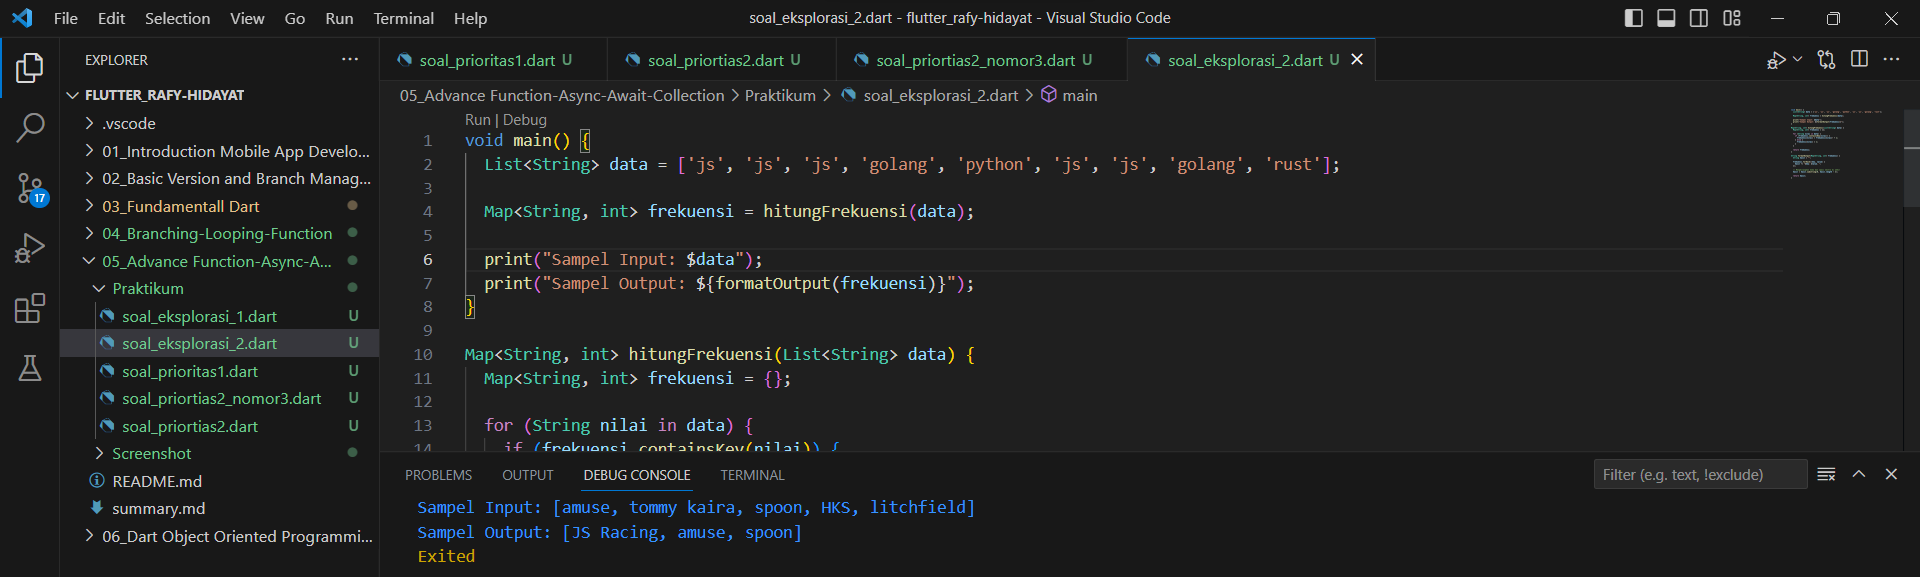 File Edit Selection View Go Run Terminal Help
soal_eksplorasi_2.dart - flutter_rafy-hidayat - Visual Studio Code
EXPLORER
FLUTTER_RAFY-HIDAYAT
.vscode
01_Introduction Mobile App Develo...
02_Basic Version and Branch Manag...
17
03_Fundamentall Dart
04_Branching-Looping-Function
05_Advance Function-Async-A...
Praktikum
soal_eksplorasi_1.dart U
soal_eksplorasi_2.dart U
soal_prioritas1.dart U
soal_priortias2_nomor3.dart U
soal_priortias2.dart U
Screenshot
README.md
summary.md
06_Dart Object Oriented Programmi...
soal_prioritas1.dart U
soal_priortias2.dart U
soal_priortias2_nomor3.dart U
soal_eksplorasi_2.dart U
05_Advance Function-Async-Await-Collection > Praktikum > soal_eksplorasi_2.dart > main
Run | Debug
1 void main() {
2 List<String> data = ['js', 'js', 'js', 'golang', 'python', 'js', 'js', 'golang', 'rust'];
3
4 Map<String, int> frekuensi = hitungFrekuensi(data);
5
6 print("Sampel Input: $data");
7 print("Sampel Output: ${formatOutput(frekuensi)}");
8 }
9
10 Map<String, int> hitungFrekuensi(List<String> data) {
11 Map<String, int> frekuensi = {};
12
13 for (String nilai in data) {
14 if (frekuensi.containsKey(nilai)) {
PROBLEMS OUTPUT DEBUG CONSOLE TERMINAL
Filter (e.g. text, !exclude)
Sampel Input: [amuse, tommy kaira, spoon, HKS, litchfield]
Sampel Output: [JS Racing, amuse, spoon]
Exited